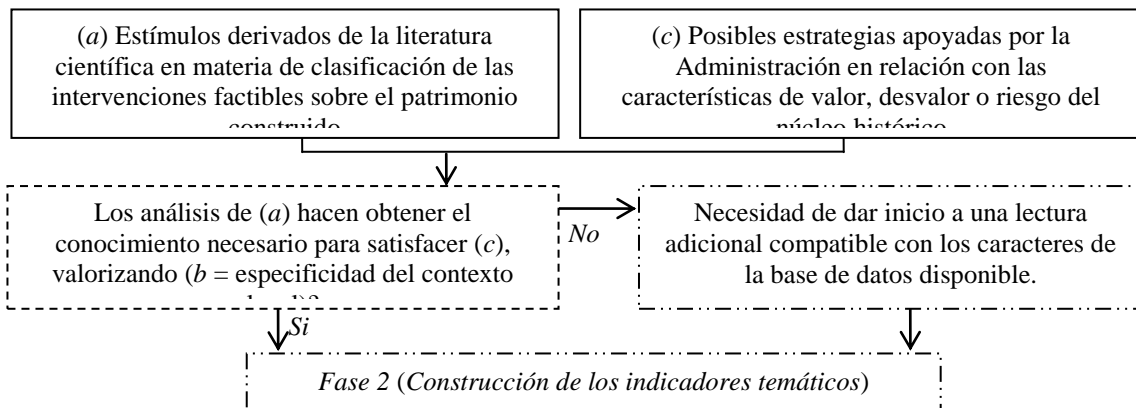 (a) Estímulos derivados de la literatura
científica en materia de clasificación de las
intervenciones factibles sobre el patrimonio
construido
(c) Posibles estrategias apoyadas por la
Administración en relación con las
características de valor, desvalor o riesgo del
núcleo histórico
Los análisis de (a) hacen obtener el
conocimiento necesario para satisfacer (c),
valorizando (b = especificidad del contexto
No
Necesidad de dar inicio a una lectura
adicional compatible con los caracteres de
la base de datos disponible.
Si
Fase 2 (Construcción de los indicadores temáticos)